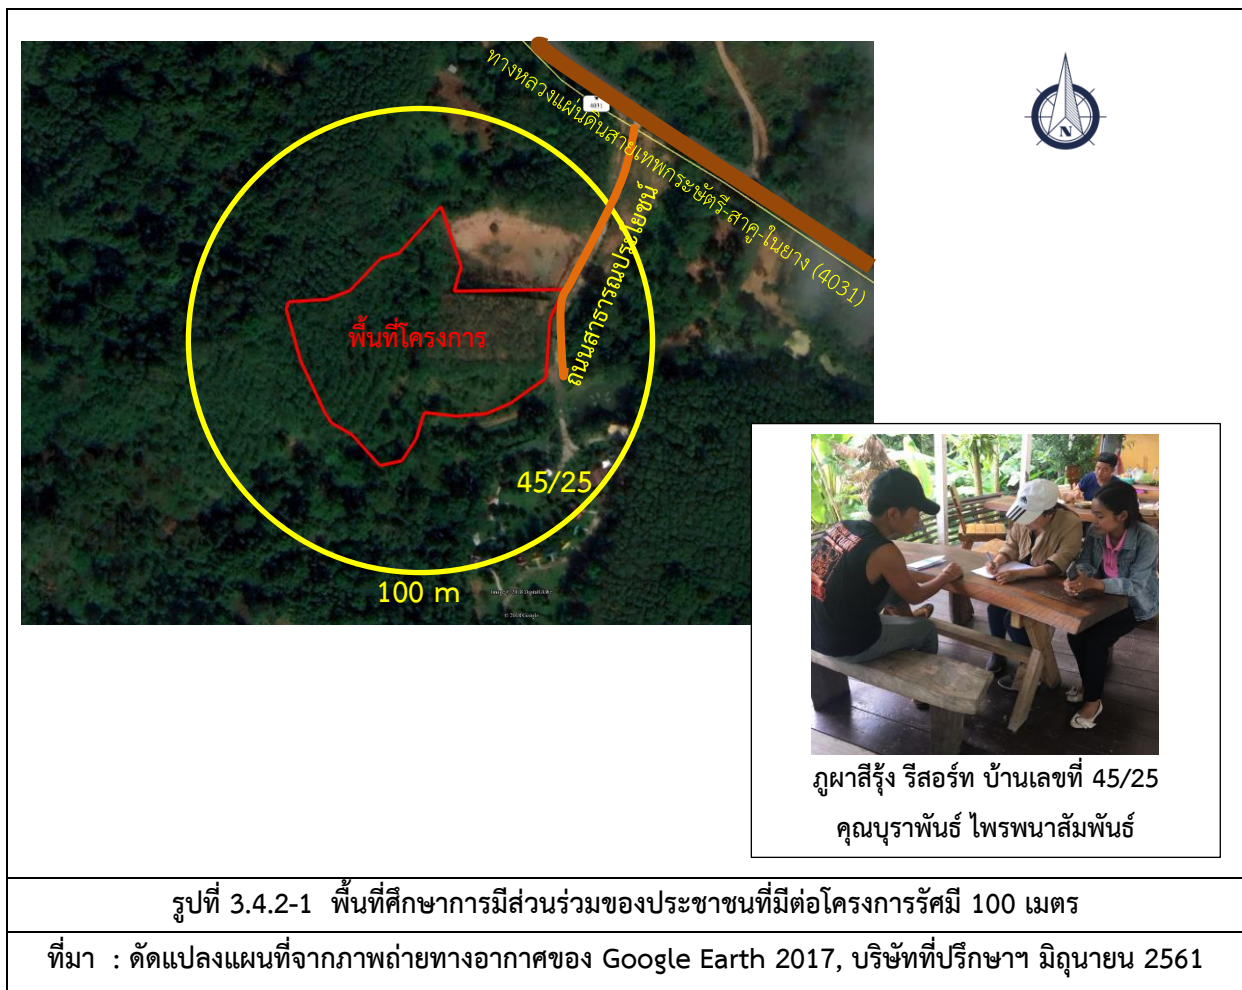 ทางหลวงแผ่นดินสายเทพกระษัตรี-สาคู-ในยาง (4031)
4031
N
ถนนสาธารณประโยชน์
พื้นที่โครงการ
45/25
100 m
© 2018 Google
ภูผาสีรุ้ง รีสอร์ท บ้านเลขที่ 45/25
คุณบุราพันธ์ ไพรพนาสัมพันธ์
รูปที่ 3.4.2-1 พื้นที่ศึกษาการมีส่วนร่วมของประชาชนที่มีต่อโครงการรัศมี 100 เมตร
ที่มา : ดัดแปลงแผนที่จากภาพถ่ายทางอากาศของ Google Earth 2017, บริษัทที่ปรึกษาฯ มิถุนายน 2561